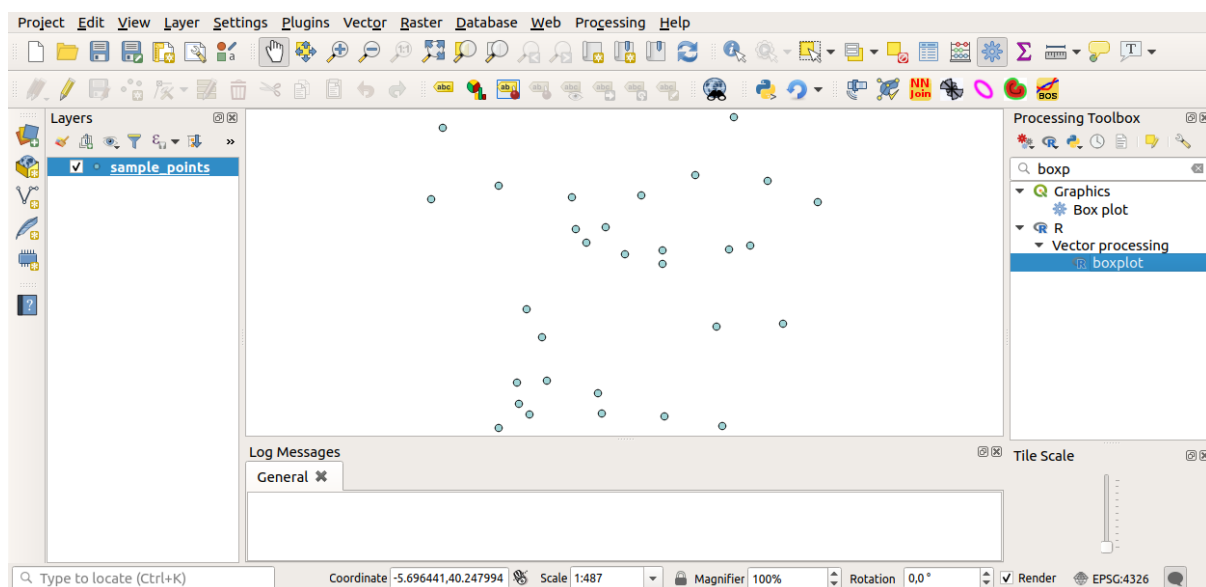 Project Edit View Layer Settings Plugins Vector Raster Database Web Processing Help
abc
NN Join
BOS
Layers
sample_points
Processing Toolbox
boxp
Graphics
Box plot
R
Vector processing
boxplot
Log Messages
General
Tile Scale
Type to locate (Ctrl+K)
Coordinate -5.696441,40.247994 Scale 1:487 Magnifier 100% Rotation 0,0 ° Render EPSG:4326